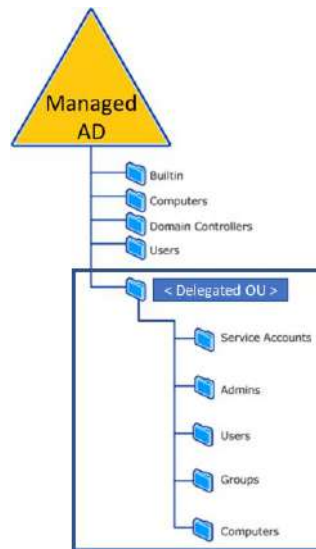 Managed
AD
Builtin
Computers
Domain Controllers
Users
< Delegated OU >
Service Accounts
Admins
Users
Groups
Computers